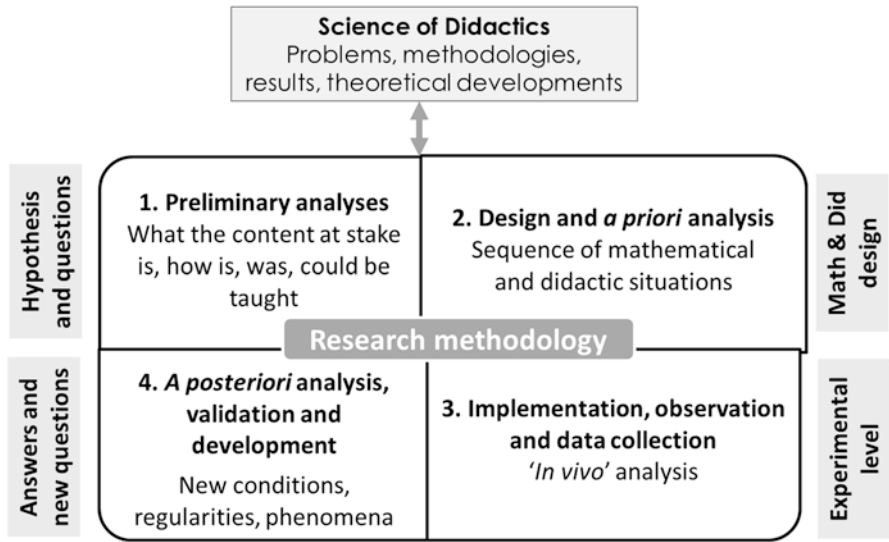 Science of Didactics
Problems, methodologies,
results, theoretical developments
Hypothesis
and questions
1. Preliminary analyses
What the content at stake
is, how is, was, could be
taught
2. Design and a priori analysis
Sequence of mathematical
and didactic situations
Math & Did
design
Research methodology
Answers and
new questions
4. A posteriori analysis,
validation and
development
New conditions,
regularities, phenomena
3. Implementation, observation
and data collection
‘In vivo’ analysis
Experimental
level